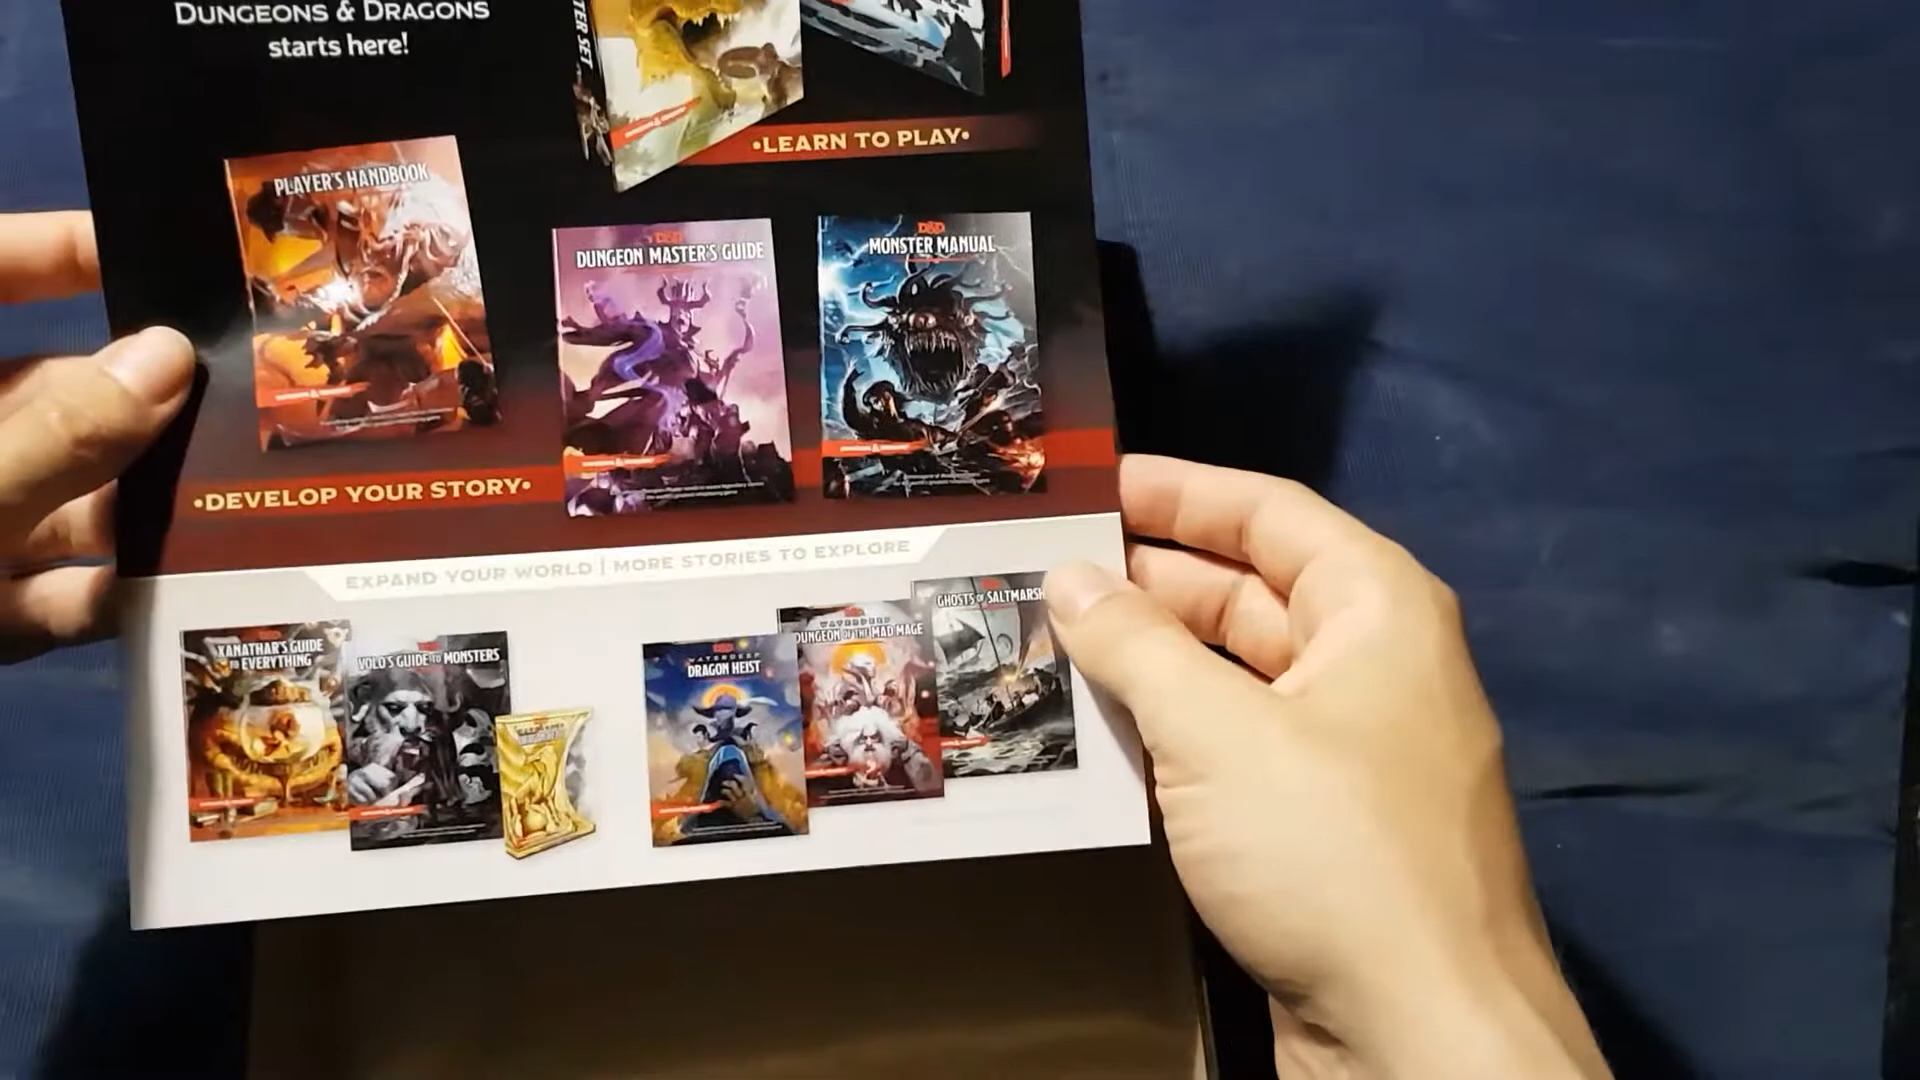 DUNGEONS & DRAGONS
starts here!
TER SET
•LEARN TO PLAY•
PLAYER'S HANDBOOK
D&D
DUNGEON MASTER'S GUIDE
D&D
MONSTER MANUAL
•DEVELOP YOUR STORY•
EXPAND YOUR WORLD | MORE STORIES TO EXPLORE
XANATHAR'S GUIDE
TO EVERYTHING
VOLO'S GUIDE TO MONSTERS
WATERDEEP
DRAGON HEIST
WATERDEEP
DUNGEON OF THE MAD MAGE
GHOSTS OF SALTMARSH